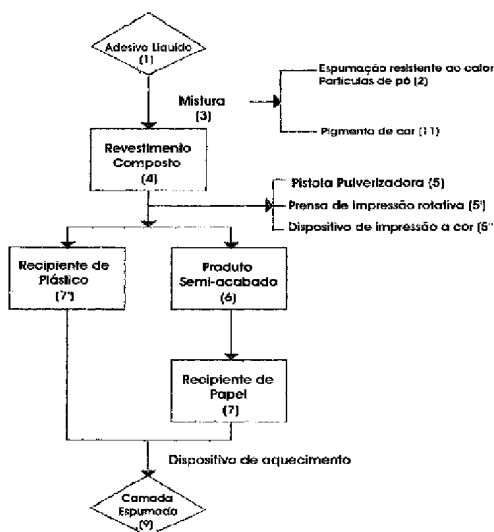 Adesivo Líquido
(1)
Espumação resistente ao calor
Partículas de pó (2)
Mistura
(3)
Pigmento de cor (11)
Revestimento
Composto
(4)
Pistola Pulverizadora (5)
Prensa de impressão rotativa (5')
Dispositivo de impressão a cor (5"
Recipiente de
Plástico
(7')
Produto
Semi-acabado
(6)
Recipiente de
Papel
(7)
Dispositivo de aquecimento
Camada
Espumada
(9)